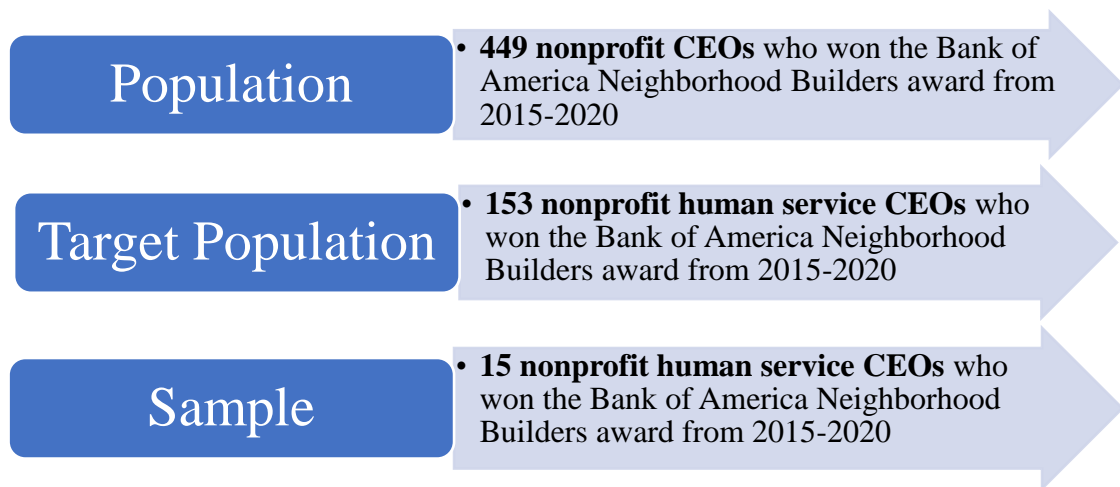 Population
• 449 nonprofit CEOs who won the Bank of
America Neighborhood Builders award from
2015-2020
Target Population
• 153 nonprofit human service CEOs who
won the Bank of America Neighborhood
Builders award from 2015-2020
Sample
• 15 nonprofit human service CEOs who
won the Bank of America Neighborhood
Builders award from 2015-2020